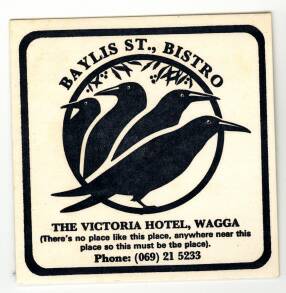 BAYLIS ST., BISTRO
THE VICTORIA HOTEL, WAGGA
(There's no place like this place, anywhere near this
place so this must be the place).
Phone: (069) 21 5233